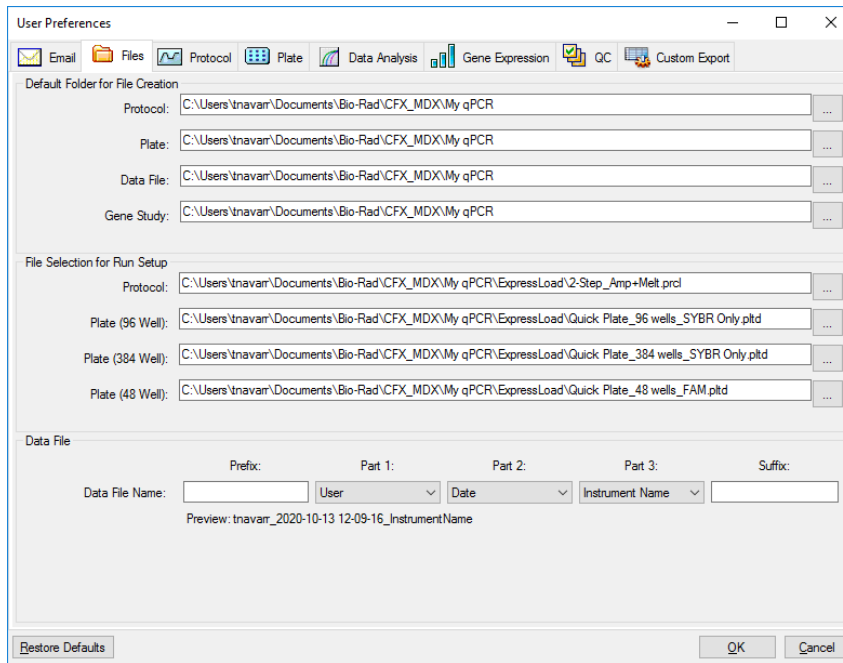 User Preferences
Email Files Protocol Plate Data Analysis Gene Expression QC Custom Export
Default Folder for File Creation
Protocol: C:\Users\tnavarr\Documents\Bio-Rad\CFX_MDX\My qPCR ...
Plate: C:\Users\tnavarr\Documents\Bio-Rad\CFX_MDX\My qPCR ...
Data File: C:\Users\tnavarr\Documents\Bio-Rad\CFX_MDX\My qPCR ...
Gene Study: C:\Users\tnavarr\Documents\Bio-Rad\CFX_MDX\My qPCR ...
File Selection for Run Setup
Protocol: C:\Users\tnavarr\Documents\Bio-Rad\CFX_MDX\My qPCR\ExpressLoad\2-Step_Amp+Melt.prcl ...
Plate (96 Well): C:\Users\tnavarr\Documents\Bio-Rad\CFX_MDX\My qPCR\ExpressLoad\Quick Plate_96 wells_SYBR Only.pltd ...
Plate (384 Well): C:\Users\tnavarr\Documents\Bio-Rad\CFX_MDX\My qPCR\ExpressLoad\Quick Plate_384 wells_SYBR Only.pltd ...
Plate (48 Well): C:\Users\tnavarr\Documents\Bio-Rad\CFX_MDX\My qPCR\ExpressLoad\Quick Plate_48 wells_FAM.pltd ...
Data File
Prefix: Part 1: Part 2: Part 3: Suffix:
Data File Name: User Date Instrument Name
Preview: tnavarr_2020-10-13 12-09-16_InstrumentName
Restore Defaults OK Cancel